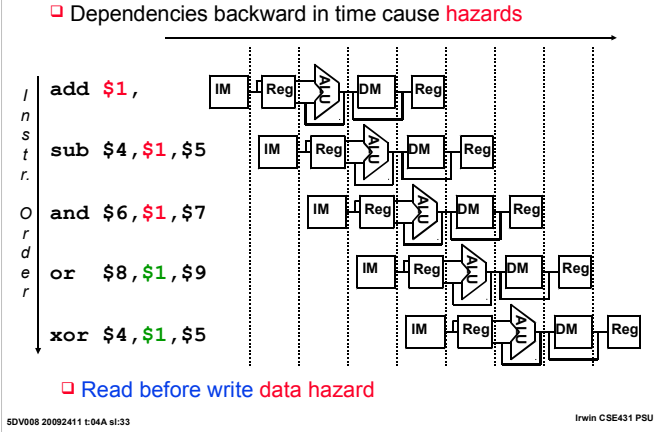 ❑ Dependencies backward in time cause hazards
I n s t r. O r d e r
add $1, IM Reg ALU DM Reg
sub $4,$1,$5 IM Reg ALU DM Reg
and $6,$1,$7 IM Reg ALU DM Reg
or $8,$1,$9 IM Reg ALU DM Reg
xor $4,$1,$5 IM Reg ALU DM Reg
❑ Read before write data hazard
5DV008 20092411 t:04A sl:33 Irwin CSE431 PSU